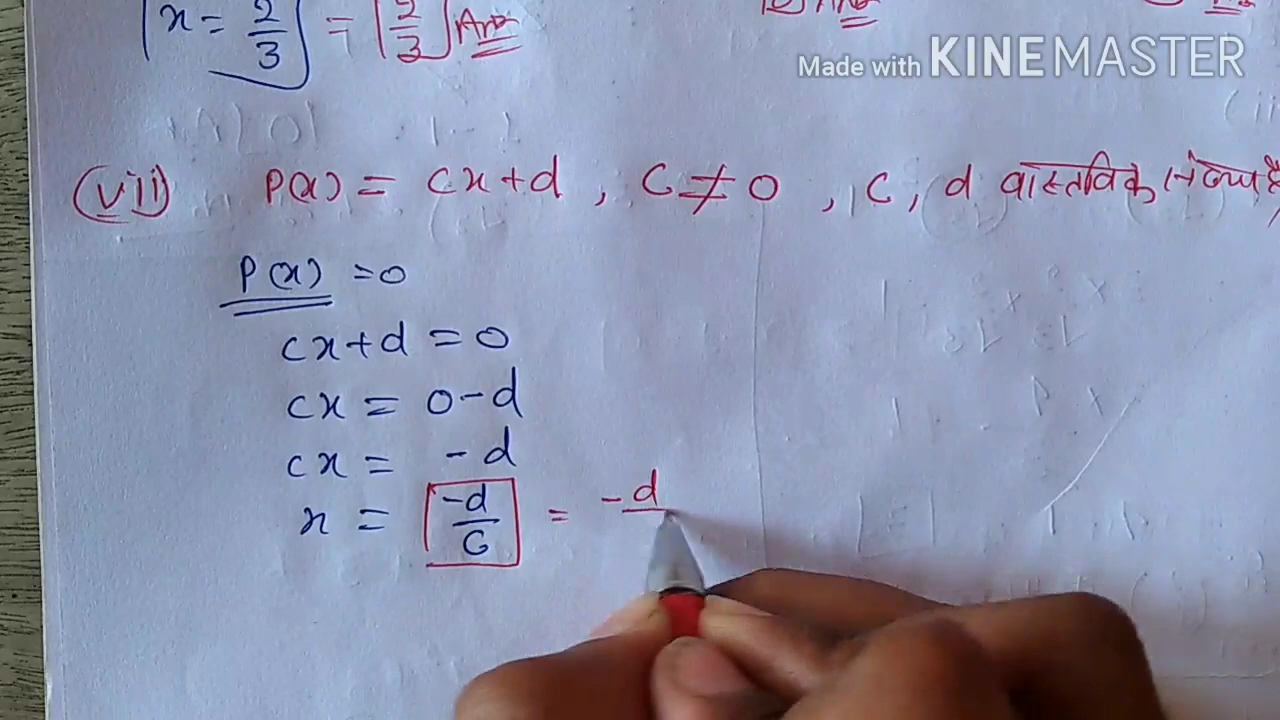 x = 2/3 = 2/3 Ans
Made with KINEMASTER
(vii) P(x) = cx+d , C ≠ 0 , c, d वास्तविक संख्या है
P(x) = 0
cx+d = 0
cx = 0-d
cx = -d
x = -d/c = -d